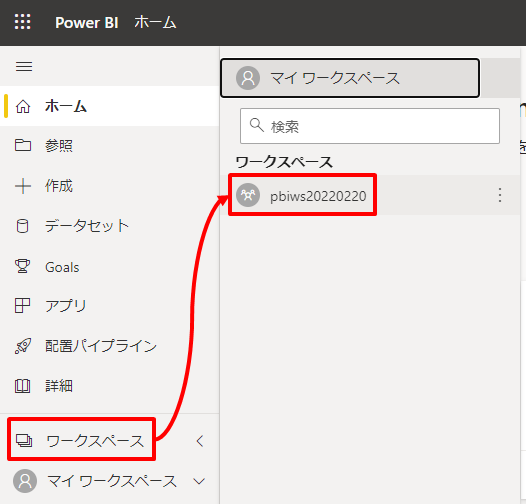 Power BI ホーム
ホーム
参照
作成
データセット
Goals
アプリ
配置パイプライン
詳細
ワークスペース
マイ ワークスペース
マイ ワークスペース
検索
ワークスペース
pbiws20220220